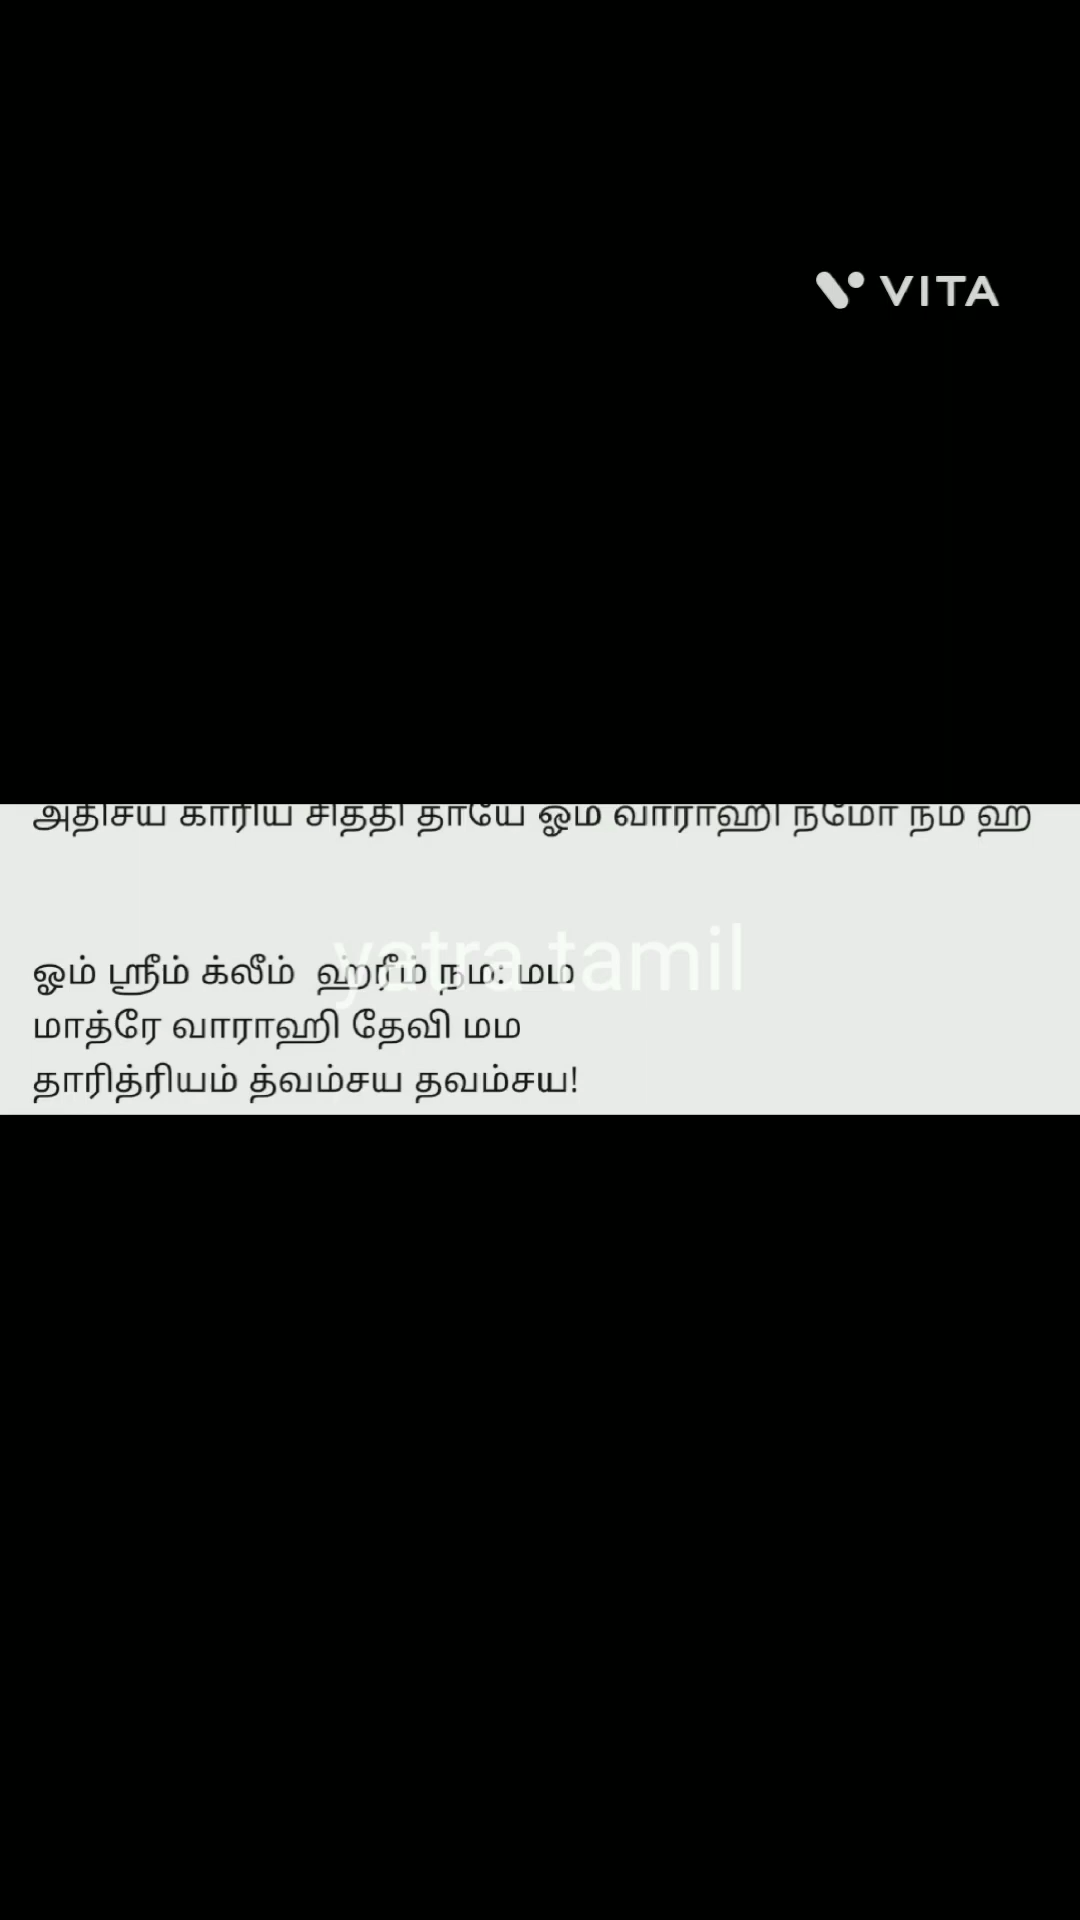 VITA
அதிசய காரிய சித்தி தாயே ஓம் வாராஹி நமோ நம ஹ
yatra tamil
ஓம் ஸ்ரீம் க்லீம் ஹ்ரீம் நம: மம
மாத்ரே வாராஹி தேவி மம
தாரித்ரியம் த்வம்சய தவம்சய!